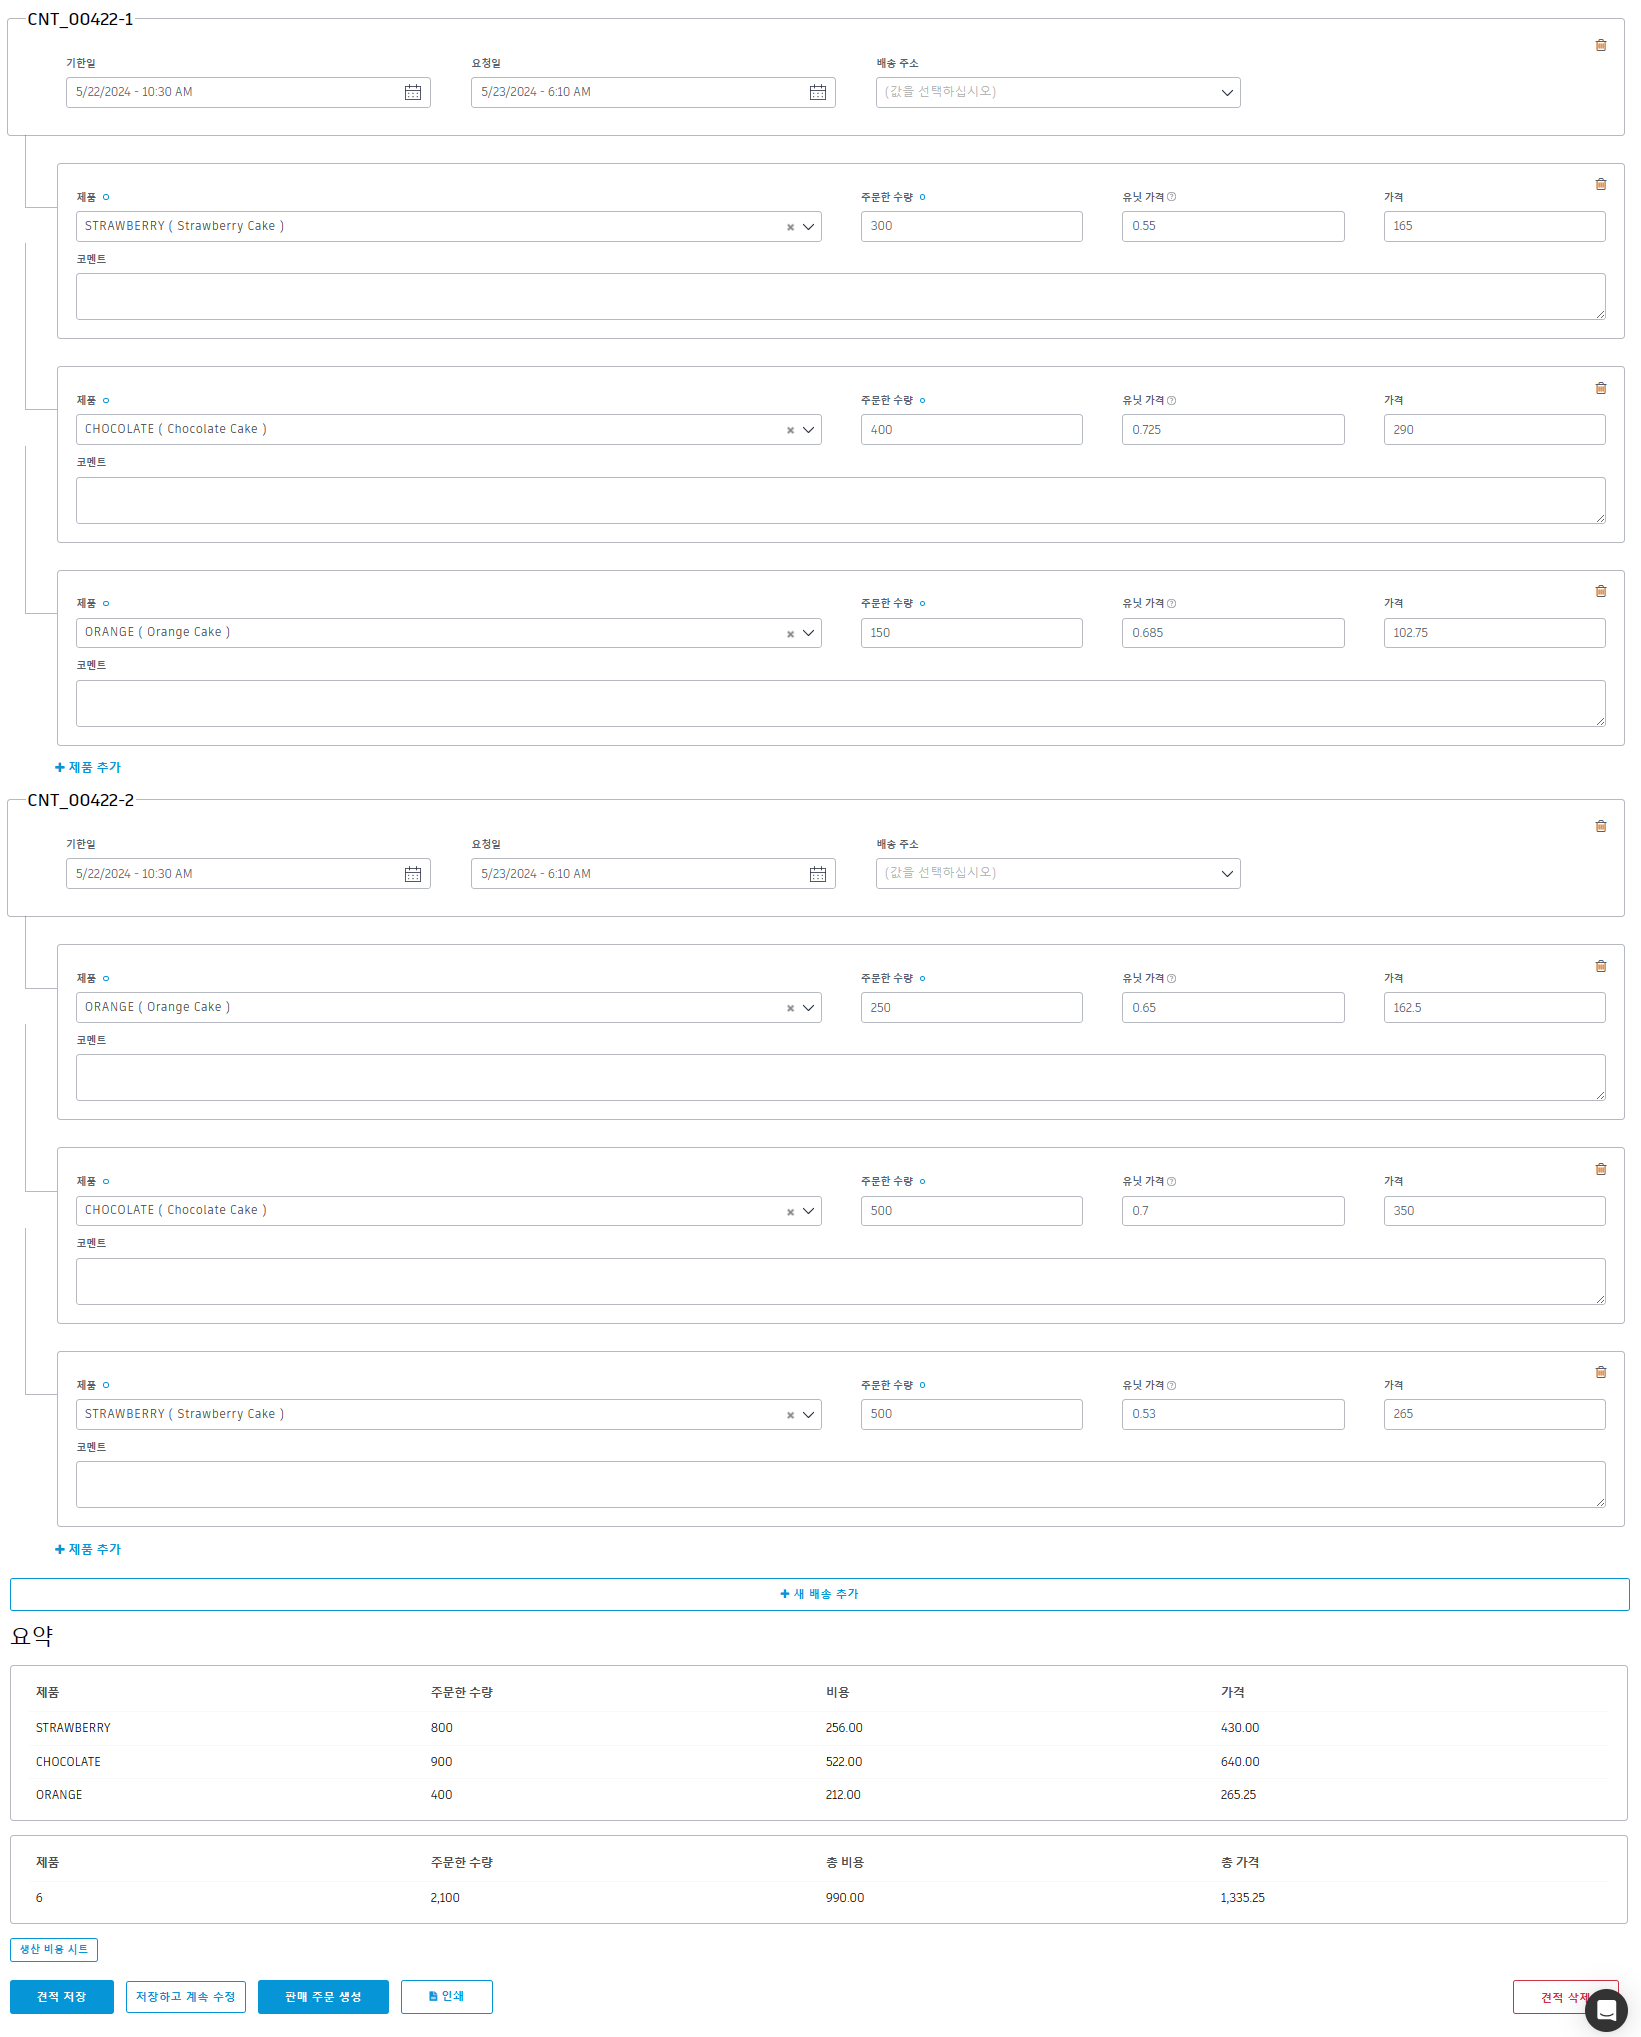 CNT_00422-1
기한일 요청일 배송 주소
5/22/2024 - 10:30 AM 5/23/2024 - 6:10 AM (값을 선택하십시오)
제품 주문한 수량 유닛 가격 가격
STRAWBERRY ( Strawberry Cake ) 300 0.55 165
코멘트
제품 주문한 수량 유닛 가격 가격
CHOCOLATE ( Chocolate Cake ) 400 0.725 290
코멘트
제품 주문한 수량 유닛 가격 가격
ORANGE ( Orange Cake ) 150 0.685 102.75
코멘트
+ 제품 추가
CNT_00422-2
기한일 요청일 배송 주소
5/22/2024 - 10:30 AM 5/23/2024 - 6:10 AM (값을 선택하십시오)
제품 주문한 수량 유닛 가격 가격
ORANGE ( Orange Cake ) 250 0.65 162.5
코멘트
제품 주문한 수량 유닛 가격 가격
CHOCOLATE ( Chocolate Cake ) 500 0.7 350
코멘트
제품 주문한 수량 유닛 가격 가격
STRAWBERRY ( Strawberry Cake ) 500 0.53 265
코멘트
+ 제품 추가
+ 새 배송 추가
요약
제품 주문한 수량 비용 가격
STRAWBERRY 800 256.00 430.00
CHOCOLATE 900 522.00 640.00
ORANGE 400 212.00 265.25
제품 주문한 수량 총 비용 총 가격
6 2,100 990.00 1,335.25
생산 비용 시트
견적 저장 저장하고 계속 수정 판매 주문 생성 인쇄 견적 삭제